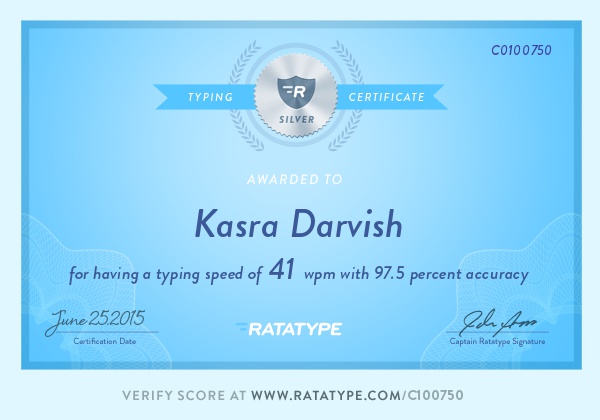 C0100750
TYPING
CERTIFICATE
R
SILVER
AWARDED TO
Kasra Darvish
for having a typing speed of 41 wpm with 97.5 percent accuracy
June 25.2015
Certification Date
RATATYPE
Captain Ratatype Signature
VERIFY SCORE AT WWW.RATATYPE.COM/C100750